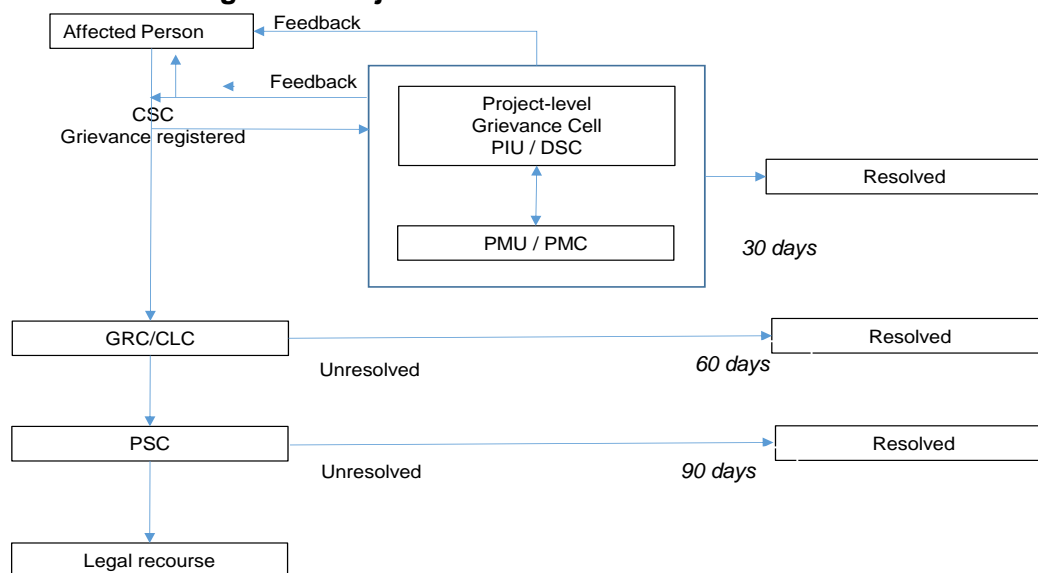 Affected Person
Feedback
Feedback
CSC
Grievance registered
Project-level
Grievance Cell
PIU / DSC
PMU / PMC
Resolved
30 days
GRC/CLC
Unresolved
60 days
Resolved
PSC
Unresolved
90 days
Resolved
Legal recourse